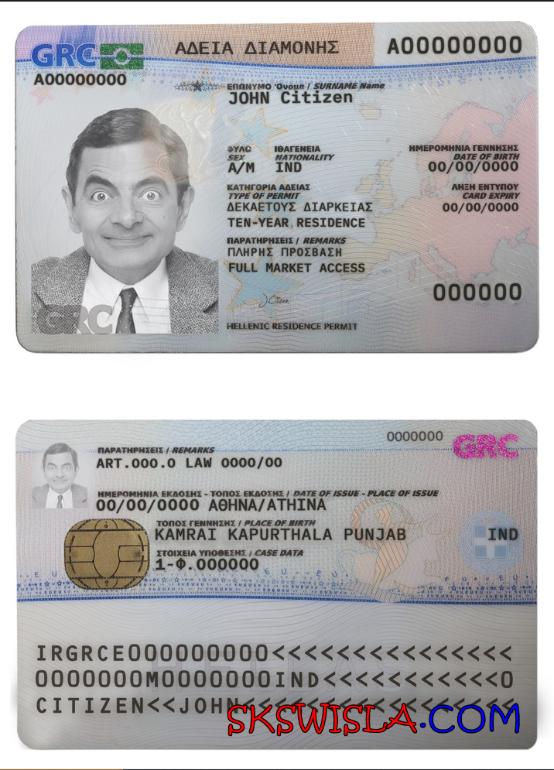 GRC
ΑΔΕΙΑ ΔΙΑΜΟΝΗΣ
A00000000
A00000000
ΕΠΩΝΥΜΟ Όνομα / SURNAME Name
JOHN Citizen
ΦΥΛΟ ΙΘΑΓΕΝΕΙΑ ΗΜΕΡΟΜΗΝΙΑ ΓΕΝΝΗΣΗΣ
SEX NATIONALITY DATE OF BIRTH
A/M IND 00/00/0000
ΚΑΤΗΓΟΡΙΑ ΑΔΕΙΑΣ ΛΗΞΗ ΕΝΤΥΠΟΥ
TYPE OF PERMIT CARD EXPIRY
ΔΕΚΑΕΤΟΥΣ ΔΙΑΡΚΕΙΑΣ 00/00/0000
TEN-YEAR RESIDENCE
ΠΑΡΑΤΗΡΗΣΕΙΣ / REMARKS
ΠΛΗΡΗΣ ΠΡΟΣΒΑΣΗ
FULL MARKET ACCESS
000000
J Citizen
GRC
HELLENIC RESIDENCE PERMIT
0000000
GRC
ΠΑΡΑΤΗΡΗΣΕΙΣ / REMARKS
ART.000.0 LAW 0000/00
ΗΜΕΡΟΜΗΝΙΑ ΕΚΔΟΣΗΣ - ΤΟΠΟΣ ΕΚΔΟΣΗΣ / DATE OF ISSUE - PLACE OF ISSUE
00/00/0000 ΑΘΗΝΑ/ATHINA
ΤΟΠΟΣ ΓΕΝΝΗΣΗΣ / PLACE OF BIRTH
KAMRAI KAPURTHALA PUNJAB
IND
ΣΤΟΙΧΕΙΑ ΥΠΟΘΕΣΗΣ / CASE DATA
1-Φ.000000
IRGRCE000000000<<<<<<<<<<<<<<<
0000000M0000000IND<<<<<<<<<<<0
CITIZEN<<JOHN<<<<<<<<<<<<<<<<<
SKSWISLA.COM